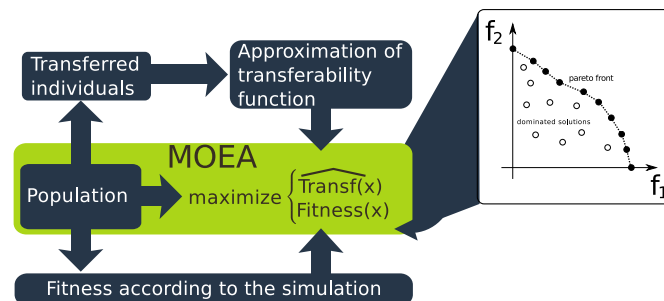 Transferred
individuals
Approximation of
transferability
function
MOEA
Population
maximize
Transf(x)
Fitness(x)
Fitness according to the simulation
f2
pareto front
dominated solutions
f1